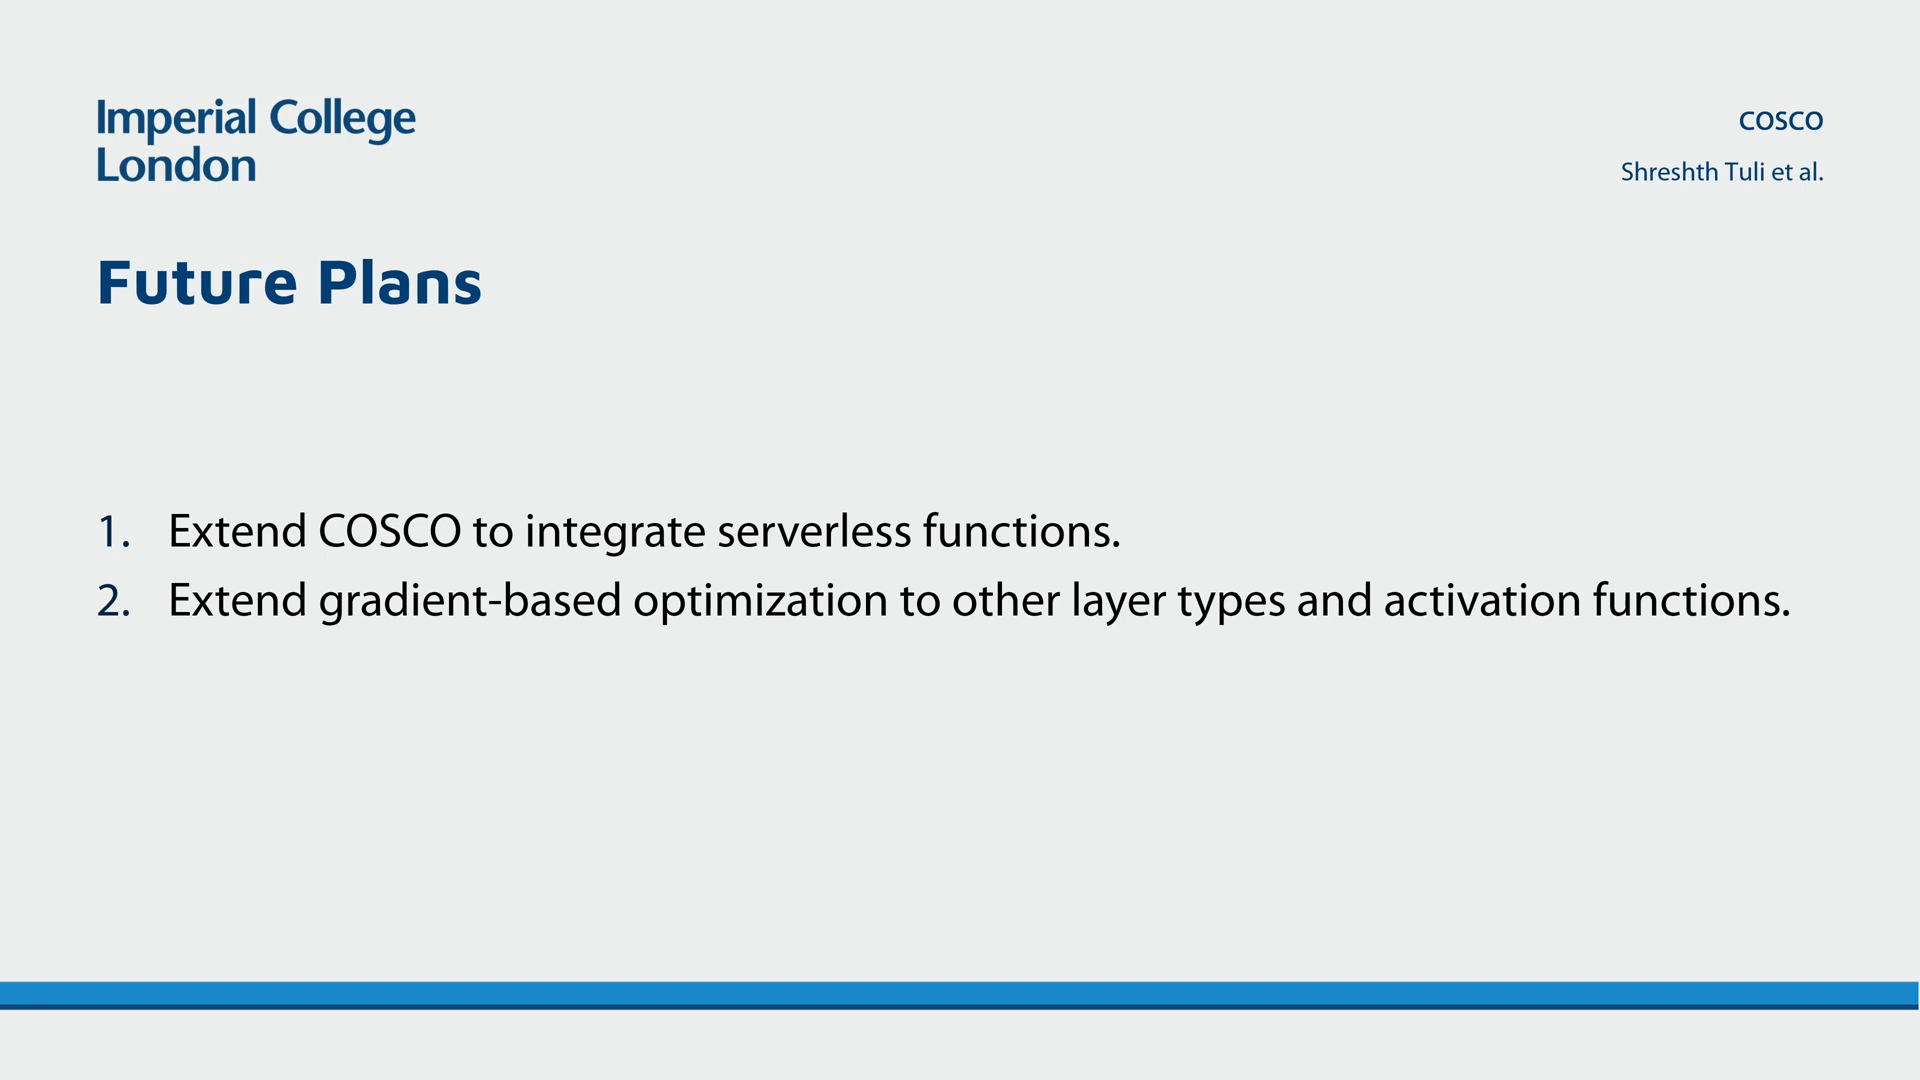 Imperial College
London
COSCO
Shreshth Tuli et al.
Future Plans
1. Extend COSCO to integrate serverless functions.
2. Extend gradient-based optimization to other layer types and activation functions.